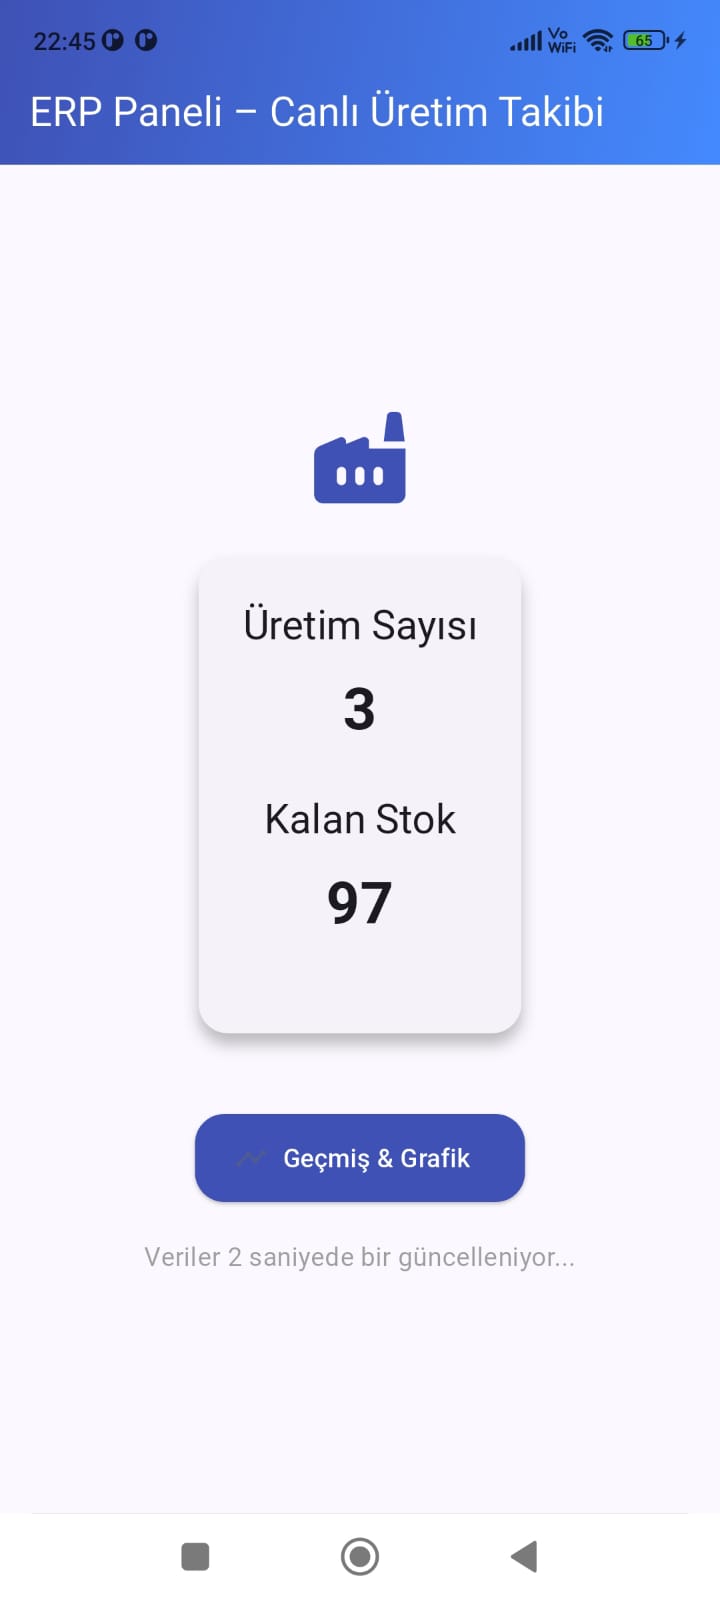 22:45
Vo
WiFi
65
ERP Paneli – Canlı Üretim Takibi
Üretim Sayısı
3
Kalan Stok
97
Geçmiş & Grafik
Veriler 2 saniyede bir güncelleniyor...